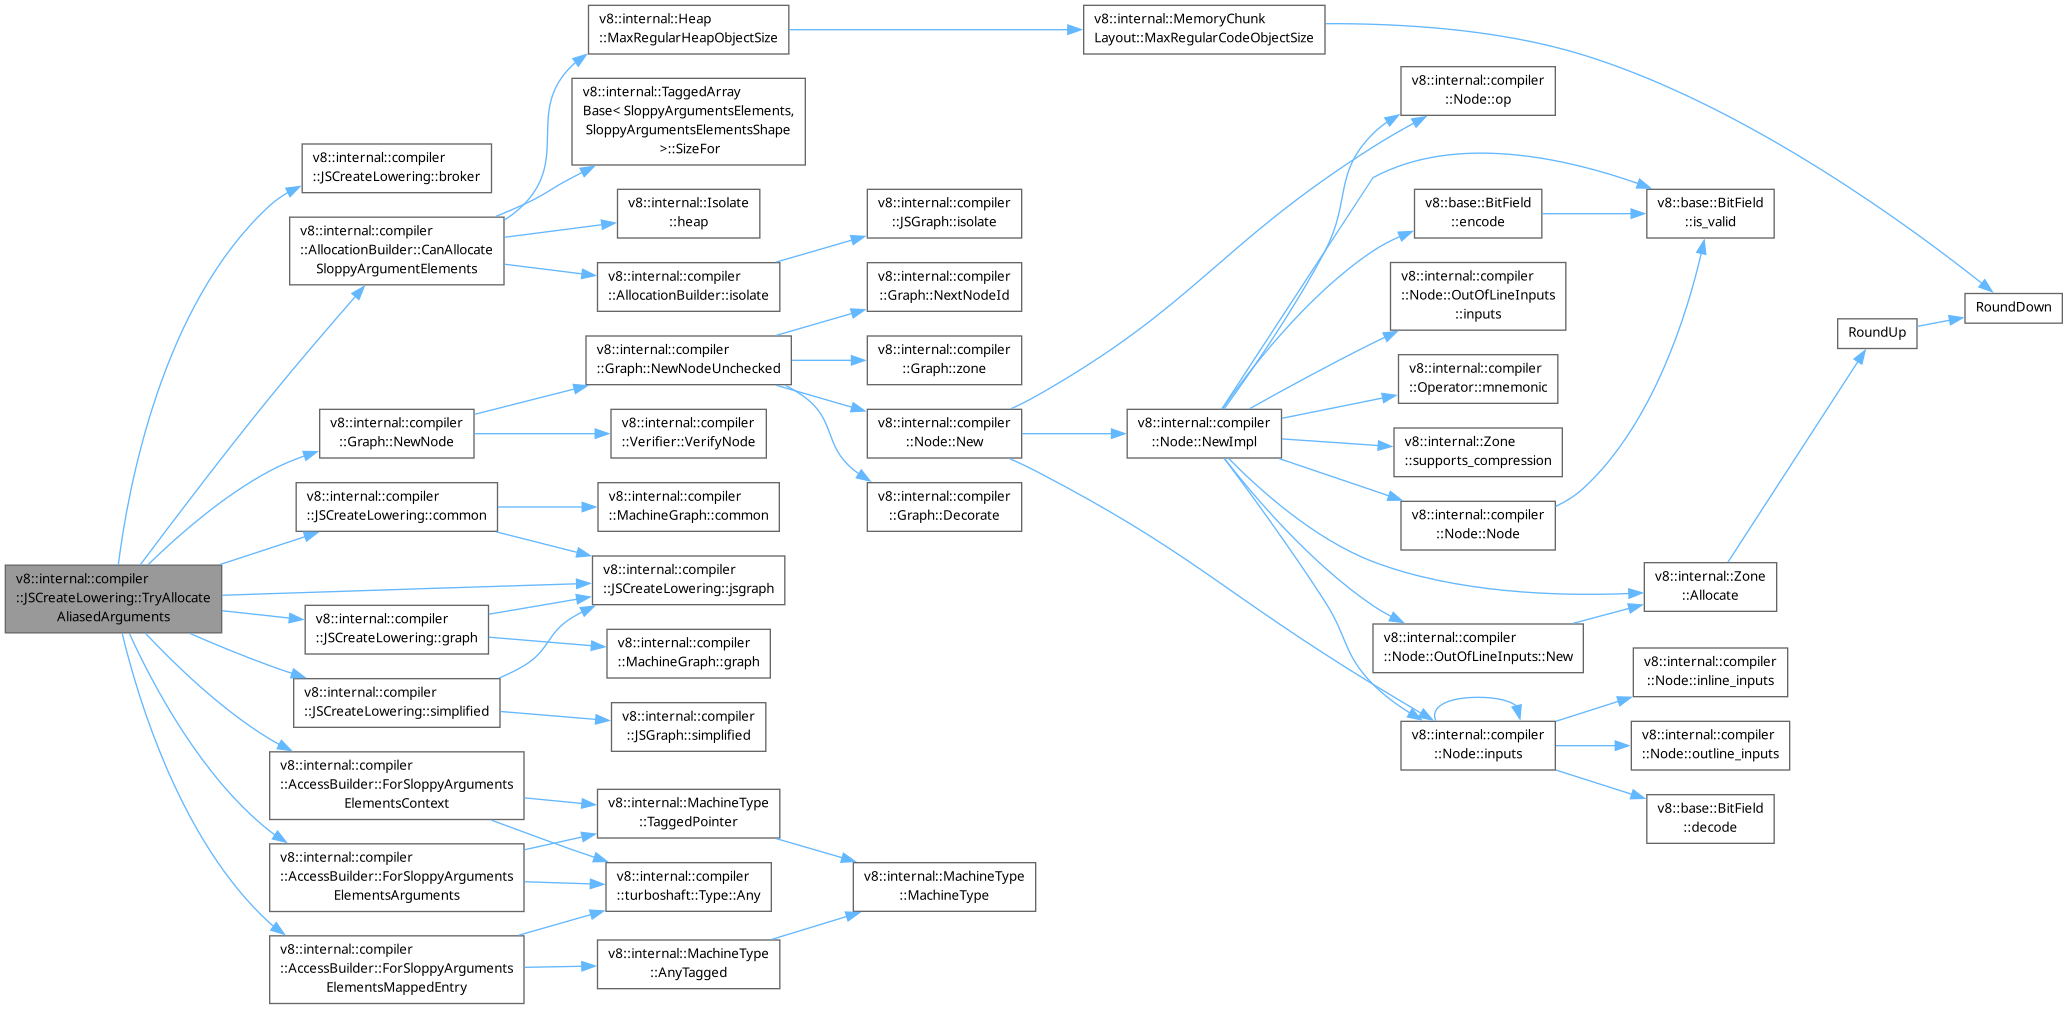 v8::internal::compiler
::JSCreateLowering::TryAllocate
AliasedArguments
v8::internal::compiler
::JSCreateLowering::broker
v8::internal::compiler
::AllocationBuilder::CanAllocate
SloppyArgumentElements
v8::internal::compiler
::Graph::NewNode
v8::internal::compiler
::JSCreateLowering::common
v8::internal::compiler
::JSCreateLowering::graph
v8::internal::compiler
::JSCreateLowering::simplified
v8::internal::compiler
::AccessBuilder::ForSloppyArguments
ElementsContext
v8::internal::compiler
::AccessBuilder::ForSloppyArguments
ElementsArguments
v8::internal::compiler
::AccessBuilder::ForSloppyArguments
ElementsMappedEntry
v8::internal::Heap
::MaxRegularHeapObjectSize
v8::internal::TaggedArray
Base< SloppyArgumentsElements,
SloppyArgumentsElementsShape
>::SizeFor
v8::internal::Isolate
::heap
v8::internal::compiler
::AllocationBuilder::isolate
v8::internal::compiler
::Graph::NewNodeUnchecked
v8::internal::compiler
::Verifier::VerifyNode
v8::internal::compiler
::MachineGraph::common
v8::internal::compiler
::JSCreateLowering::jsgraph
v8::internal::compiler
::MachineGraph::graph
v8::internal::compiler
::JSGraph::simplified
v8::internal::MachineType
::TaggedPointer
v8::internal::compiler
::turboshaft::Type::Any
v8::internal::MachineType
::AnyTagged
v8::internal::compiler
::JSGraph::isolate
v8::internal::compiler
::Graph::NextNodeId
v8::internal::compiler
::Graph::zone
v8::internal::compiler
::Node::New
v8::internal::compiler
::Graph::Decorate
v8::internal::MachineType
::MachineType
v8::internal::MemoryChunk
Layout::MaxRegularCodeObjectSize
v8::internal::compiler
::Node::NewImpl
v8::internal::compiler
::Node::op
v8::base::BitField
::encode
v8::internal::compiler
::Node::OutOfLineInputs
::inputs
v8::internal::compiler
::Operator::mnemonic
v8::internal::Zone
::supports_compression
v8::internal::compiler
::Node::Node
v8::internal::compiler
::Node::OutOfLineInputs::New
v8::internal::compiler
::Node::inputs
v8::base::BitField
::is_valid
v8::internal::Zone
::Allocate
v8::internal::compiler
::Node::inline_inputs
v8::internal::compiler
::Node::outline_inputs
v8::base::BitField
::decode
RoundUp
RoundDown